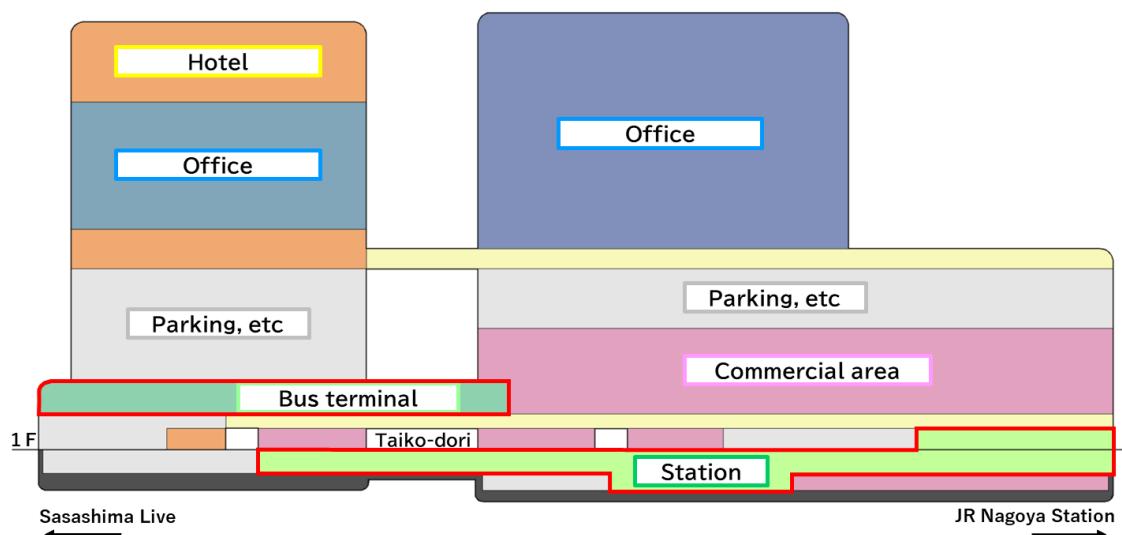 Hotel
Office
Office
Parking, etc
Parking, etc
Commercial area
Bus terminal
1 F
Taiko-dori
Station
Sasashima Live
JR Nagoya Station